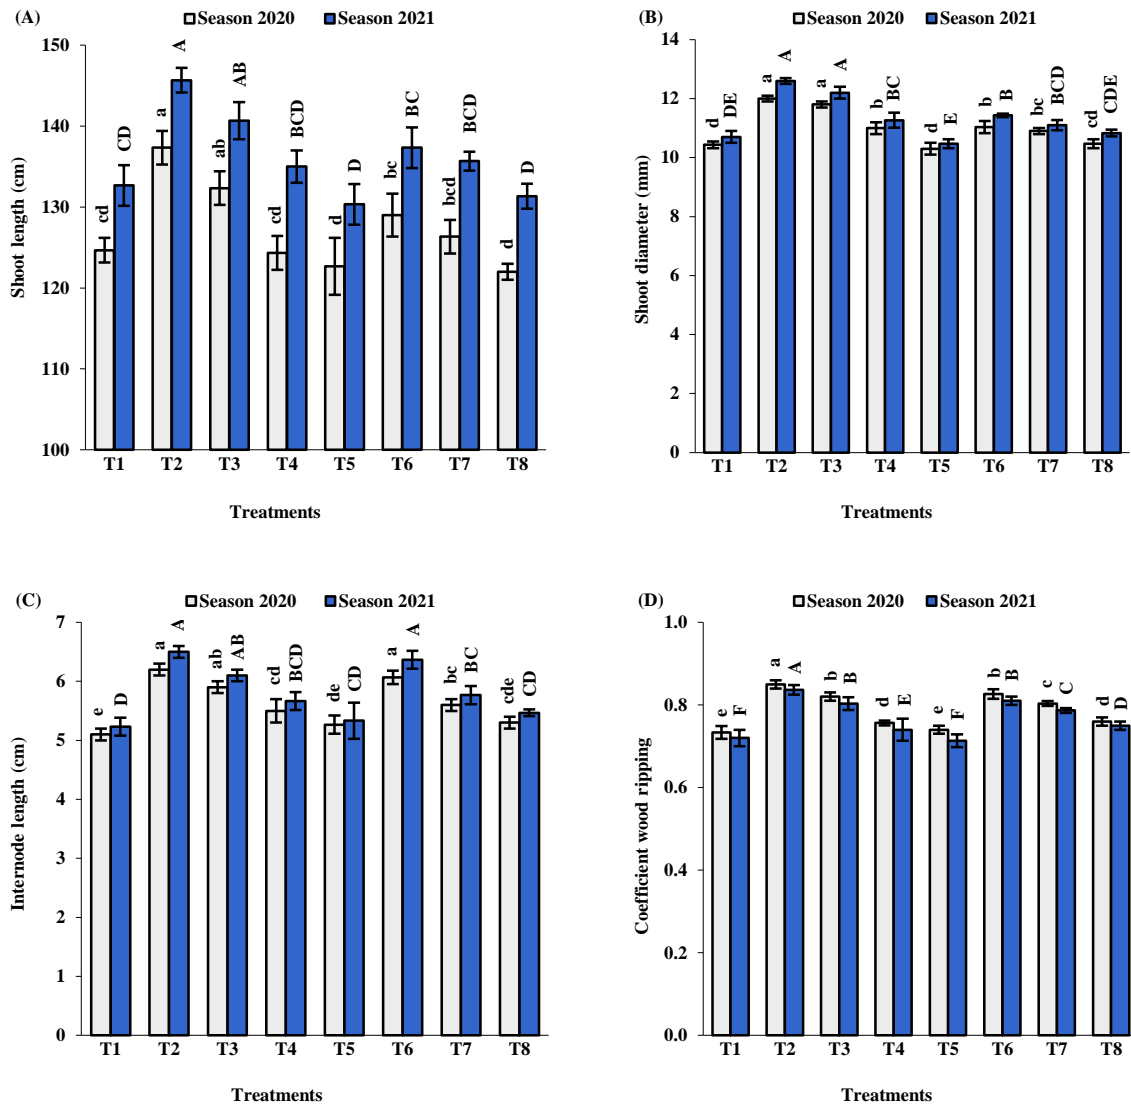 (A)
Season 2020 Season 2021
150
140
130
120
110
100
Shoot length (cm)
cd CD a A ab AB cd BCD d D bc BC bcd BCD d D
T1 T2 T3 T4 T5 T6 T7 T8
Treatments
(B)
Season 2020 Season 2021
14
12
10
8
6
4
2
0
Shoot diameter (mm)
d DE a A a A b BC d E b B bc BCD cd CDE
T1 T2 T3 T4 T5 T6 T7 T8
Treatments
(C)
Season 2020 Season 2021
7
6
5
4
3
2
1
0
Internode length (cm)
e D a A ab AB cd BCD de CD a A bc BC cde CD
T1 T2 T3 T4 T5 T6 T7 T8
Treatments
(D)
Season 2020 Season 2021
1.0
0.8
0.6
0.4
0.2
0.0
Coefficient wood ripping
e F a A b B d E e F b B c C d D
T1 T2 T3 T4 T5 T6 T7 T8
Treatments